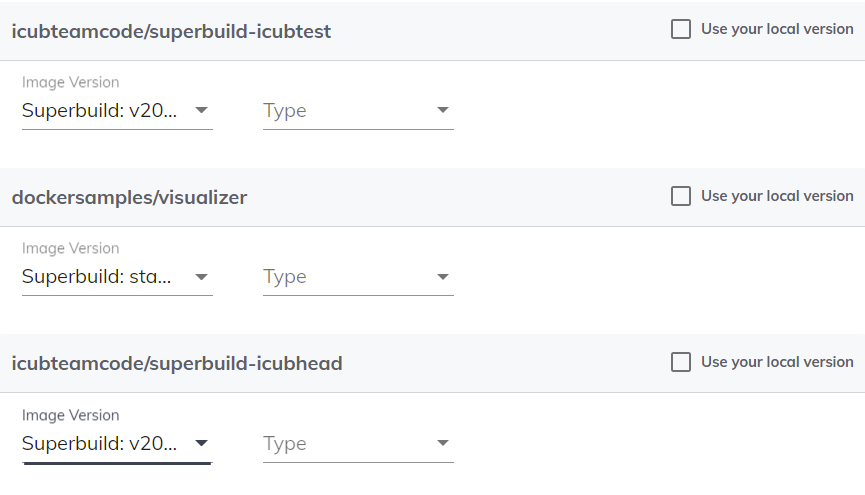 icubteamcode/superbuild-icubtest Use your local version
Image Version
Superbuild: v20... Type
dockersamples/visualizer Use your local version
Image Version
Superbuild: sta... Type
icubteamcode/superbuild-icubhead Use your local version
Image Version
Superbuild: v20... Type